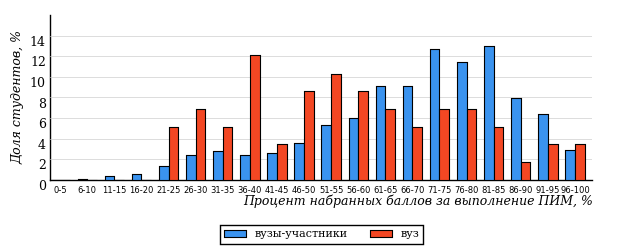 Доля студентов, %
14
12
10
8
6
4
2
0
0-5 6-10 11-15 16-20 21-25 26-30 31-35 36-40 41-45 46-50 51-55 56-60 61-65 66-70 71-75 76-80 81-85 86-90 91-95 96-100
Процент набранных баллов за выполнение ПИМ, %
вузы-участники вуз